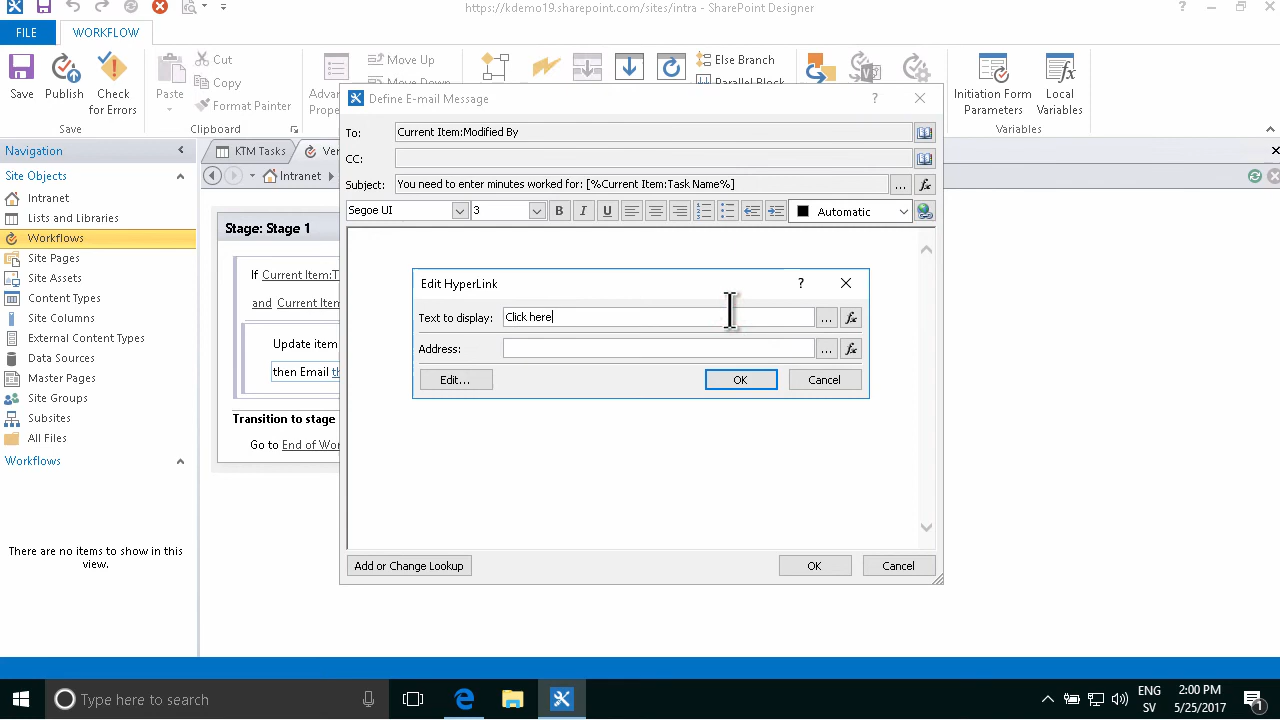 https://kdemo19.sharepoint.com/sites/intra - SharePoint Designer
FILE
WORKFLOW
Save
Publish
Check for Errors
Save
Paste
Cut
Copy
Format Painter
Clipboard
Move Up
Else Branch
Initiation Form Parameters
Local Variables
Variables
Navigation
Site Objects
Intranet
Lists and Libraries
Workflows
Site Pages
Site Assets
Content Types
Site Columns
External Content Types
Data Sources
Master Pages
Site Groups
Subsites
All Files
Workflows
There are no items to show in this view.
KTM Tasks
Ver
Intranet
Stage: Stage 1
If Current Item:T
and Current Item
Update item
then Email th
Transition to stage
Go to End of Wor
Define E-mail Message
To: Current Item:Modified By
CC:
Subject: You need to enter minutes worked for: [%Current Item:Task Name%] ... fx
Segoe UI 3 B I U Automatic
Edit HyperLink
Text to display: Click here ... fx
Address: ... fx
Edit... OK Cancel
Add or Change Lookup OK Cancel
Type here to search
ENG
SV
2:00 PM
5/25/2017
1